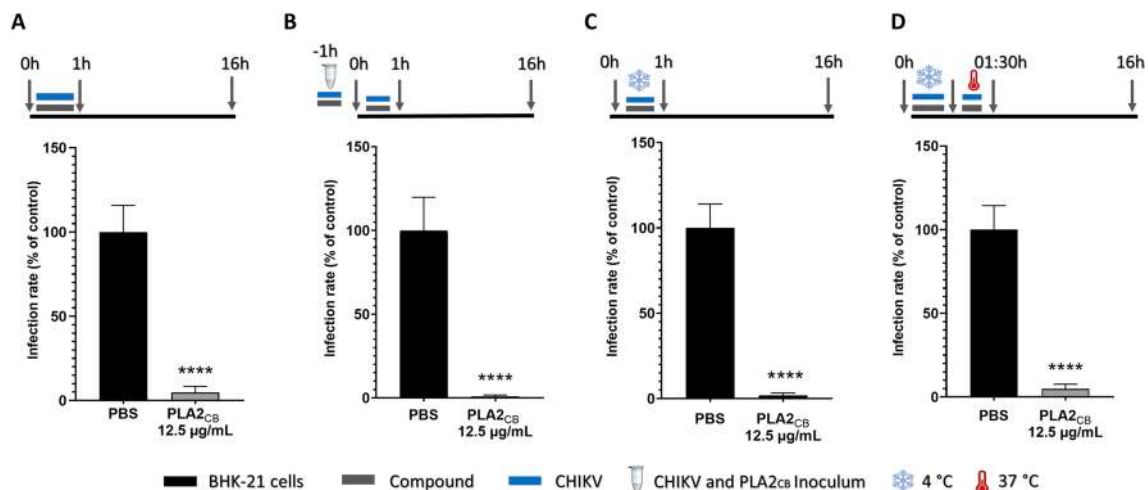 A
0h 1h 16h
Infection rate (% of control)
150
100
50
0
****
PBS PLA2CB
12.5 µg/mL
B
-1h
0h 1h 16h
Infection rate (% of control)
150
100
50
0
****
PBS PLA2CB
12.5 µg/mL
C
0h 1h 16h
Infection rate (% of control)
150
100
50
0
****
PBS PLA2CB
12.5 µg/mL
D
0h 01:30h 16h
Infection rate (% of control)
150
100
50
0
****
PBS PLA2CB
12.5 µg/mL
BHK-21 cells Compound CHIKV CHIKV and PLA2CB Inoculum 4 °C 37 °C